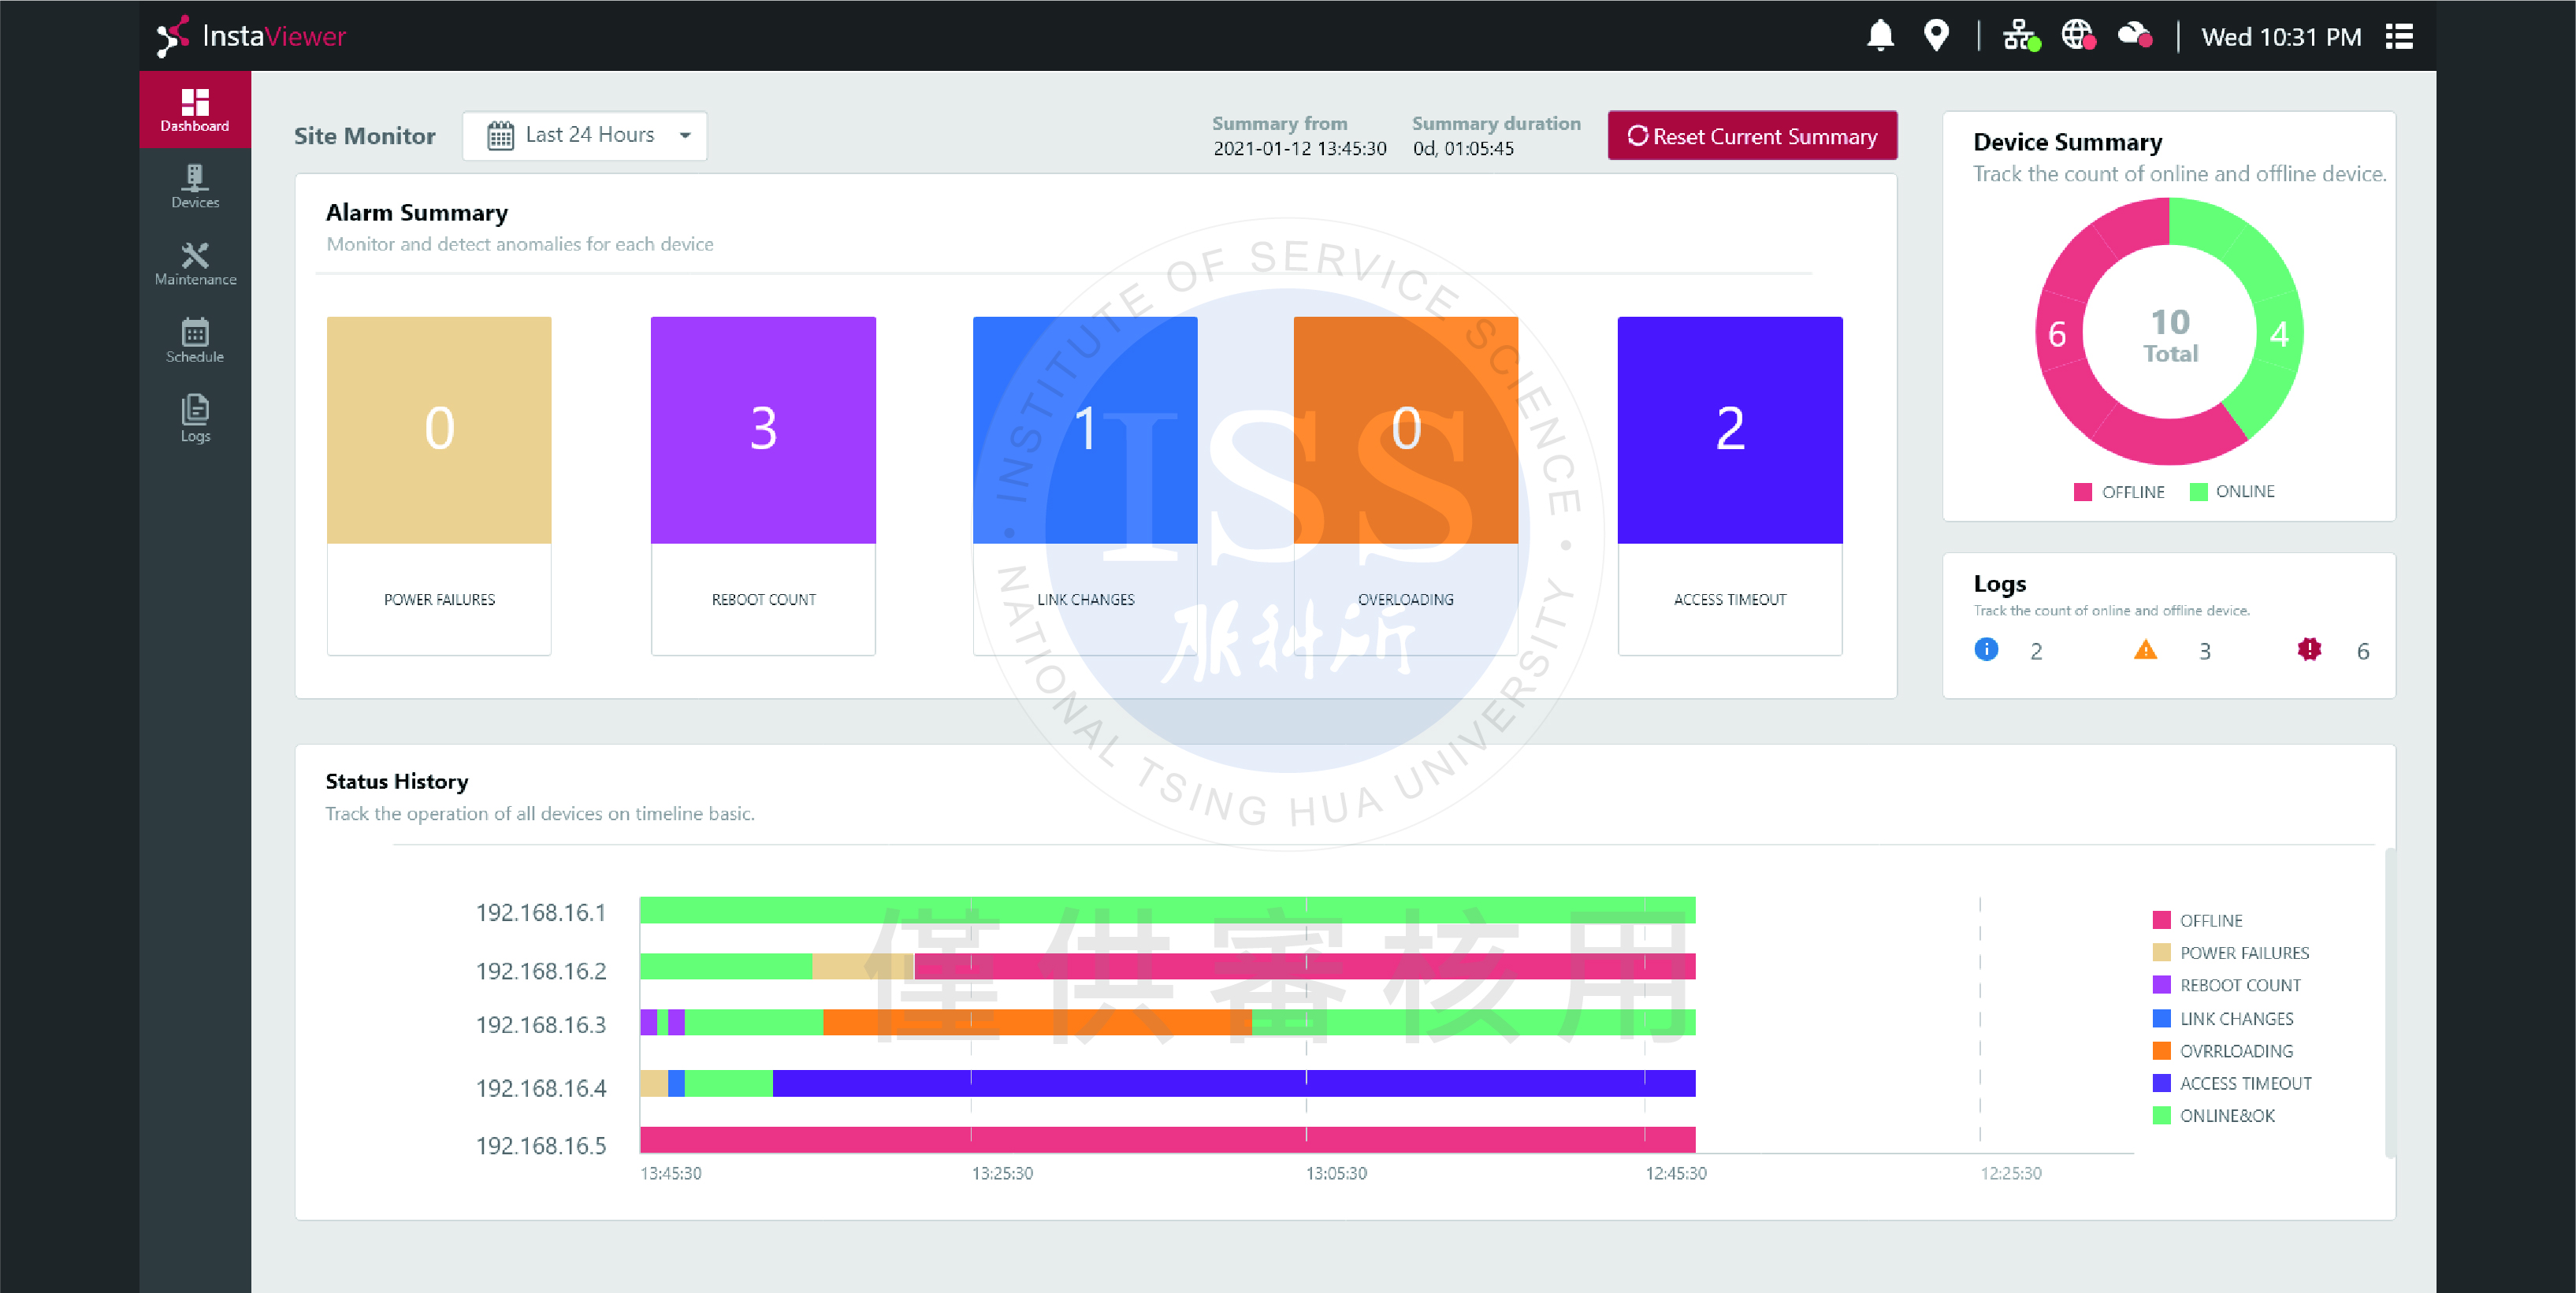 InstaViewer
Wed 10:31 PM
Dashboard
Devices
Maintenance
Schedule
Logs
Site Monitor
Last 24 Hours
Summary from
2021-01-12 13:45:30
Summary duration
0d, 01:05:45
Reset Current Summary
Alarm Summary
Monitor and detect anomalies for each device
0
POWER FAILURES
3
REBOOT COUNT
1
LINK CHANGES
0
OVERLOADING
2
ACCESS TIMEOUT
Device Summary
Track the count of online and offline device.
6
10
Total
4
OFFLINE
ONLINE
Logs
Track the count of online and offline device.
2
3
6
INSTITUTE OF SERVICE SCIENCE
ISS
服科所
NATIONAL TSING HUA UNIVERSITY
Status History
Track the operation of all devices on timeline basic.
192.168.16.1
192.168.16.2
192.168.16.3
192.168.16.4
192.168.16.5
13:45:30
13:25:30
13:05:30
12:45:30
12:25:30
OFFLINE
POWER FAILURES
REBOOT COUNT
LINK CHANGES
OVRRLOADING
ACCESS TIMEOUT
ONLINE&OK
僅供審核用